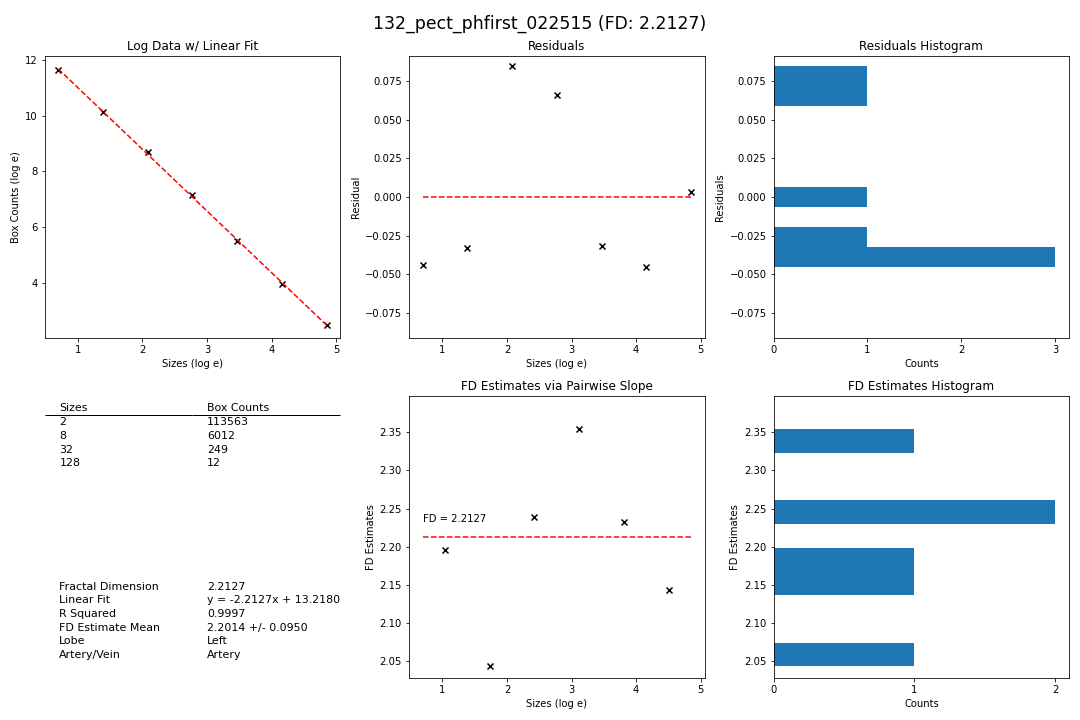 132_pect_phfirst_022515 (FD: 2.2127)
Log Data w/ Linear Fit
12
10
8
6
4
Box Counts (log e)
1 2 3 4 5
Sizes (log e)
Residuals
0.075
0.050
0.025
0.000
−0.025
−0.050
−0.075
Residual
1 2 3 4 5
Sizes (log e)
Residuals Histogram
0.075
0.050
0.025
0.000
−0.025
−0.050
−0.075
Residuals
0 1 2 3
Counts
Sizes Box Counts
2 113563
8 6012
32 249
128 12
Fractal Dimension 2.2127
Linear Fit y = -2.2127x + 13.2180
R Squared 0.9997
FD Estimate Mean 2.2014 +/- 0.0950
Lobe Left
Artery/Vein Artery
FD Estimates via Pairwise Slope
2.35
2.30
2.25
2.20
2.15
2.10
2.05
FD Estimates
FD = 2.2127
1 2 3 4 5
Sizes (log e)
FD Estimates Histogram
2.35
2.30
2.25
2.20
2.15
2.10
2.05
FD Estimates
0 1 2
Counts